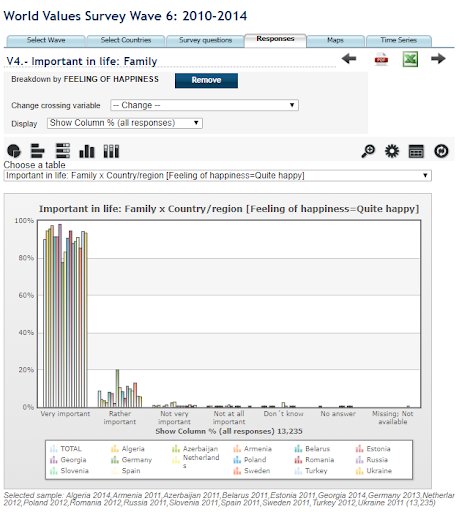 World Values Survey Wave 6: 2010-2014
Select Wave Select Countries Survey questions Responses Maps Time Series
V4.- Important in life: Family
PDF
Breakdown by FEELING OF HAPPINESS Remove
Change crossing variable -- Change --
Display Show Column % (all responses)
Choose a table
Important in life: Family x Country/region [Feeling of happiness=Quite happy]
Important in life: Family x Country/region [Feeling of happiness=Quite happy]
100%
80%
60%
40%
20%
0%
Very important Rather important Not very important Not at all important Don´t know No answer Missing; Not available
Show Column % (all responses) 13,235
TOTAL Algeria Azerbaijan Armenia Belarus Estonia
Georgia Germany Netherlands Poland Romania Russia
Slovenia Spain Sweden Turkey Ukraine
Selected sample: Algeria 2014,Armenia 2011,Azerbaijan 2011,Belarus 2011,Estonia 2011,Georgia 2014,Germany 2013,Netherlar
2012,Poland 2012,Romania 2012,Russia 2011,Slovenia 2011,Spain 2011,Sweden 2011,Turkey 2012,Ukraine 2011 (13,235)